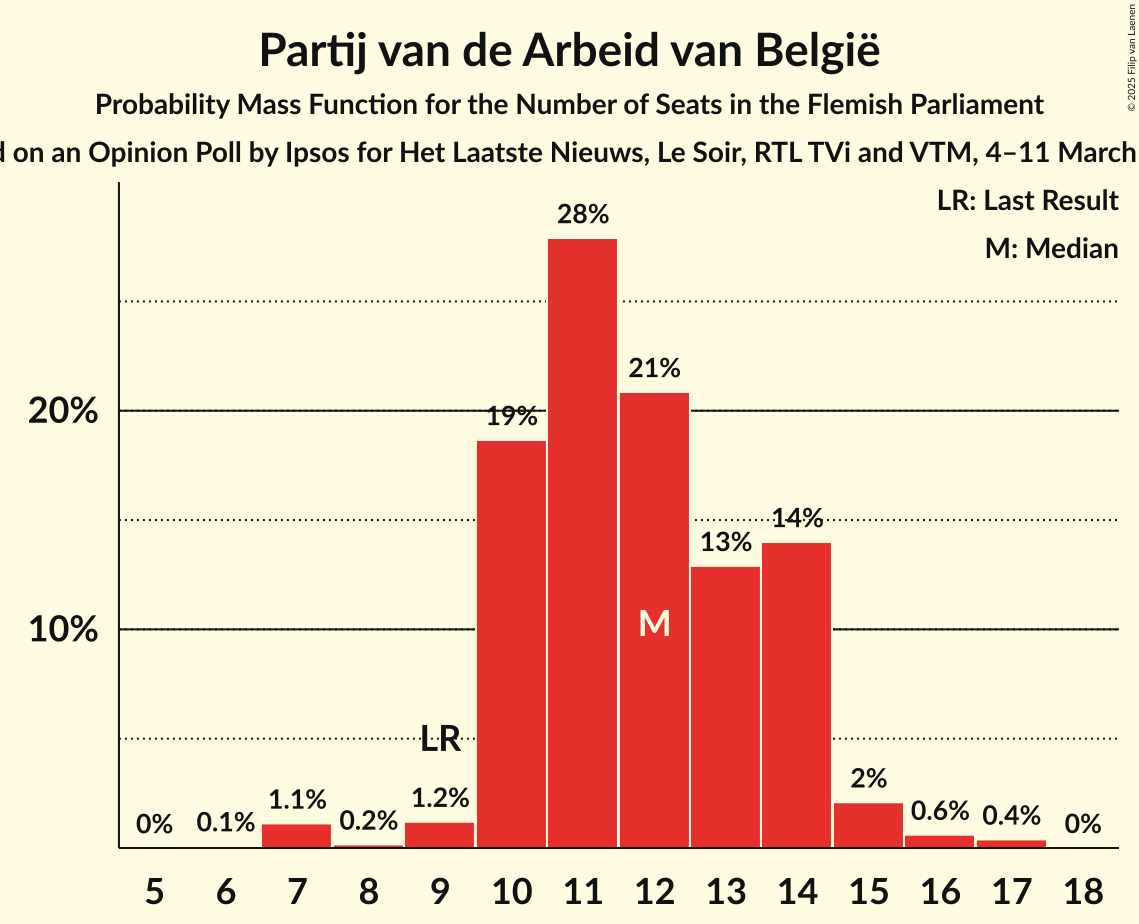 Partij van de Arbeid van België
Probability Mass Function for the Number of Seats in the Flemish Parliament
on an Opinion Poll by Ipsos for Het Laatste Nieuws, Le Soir, RTL TVi and VTM, 4–11 March
© 2025 Filip van Laenen
LR: Last Result
M: Median
28%
21%
20%
19%
14%
13%
M
10%
LR
2%
1.2%
1.1%
0.6%
0.4%
0.2%
0.1%
0%
0%
5 6 7 8 9 10 11 12 13 14 15 16 17 18